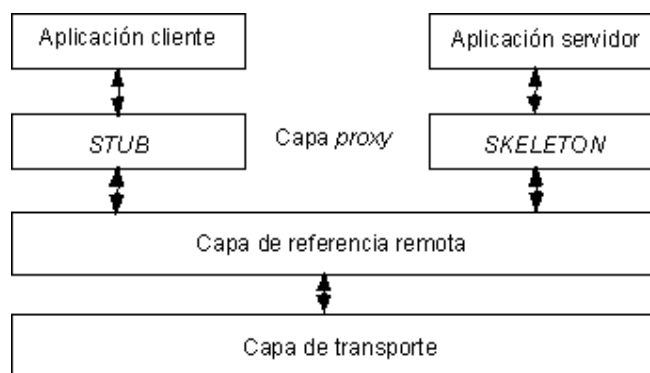 Aplicación cliente
Aplicación servidor
STUB
Capa proxy
SKELETON
Capa de referencia remota
Capa de transporte